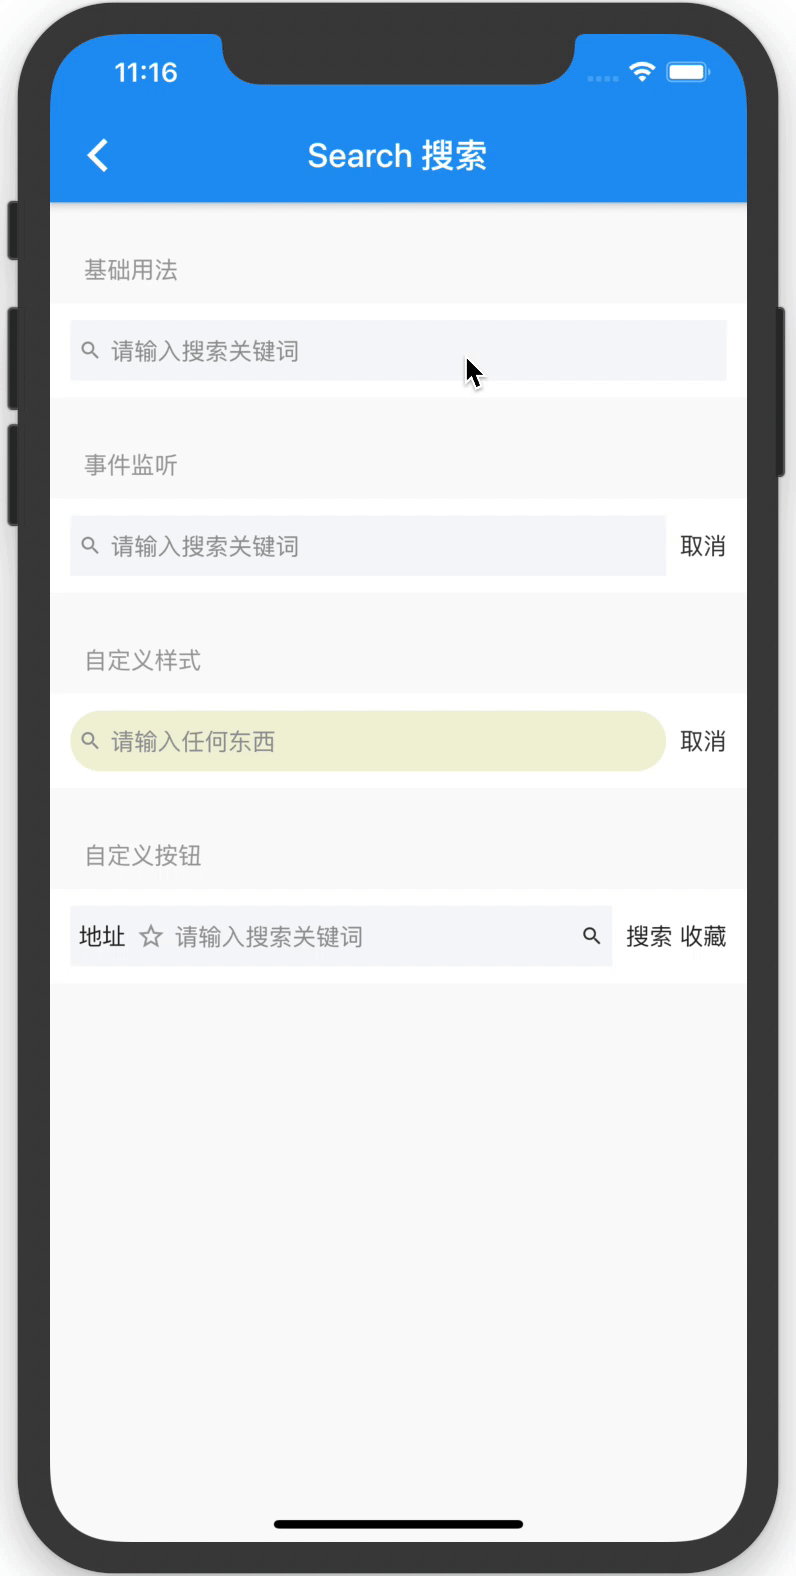 11:16
Search 搜索
基础用法
请输入搜索关键词
事件监听
请输入搜索关键词 取消
自定义样式
请输入任何东西 取消
自定义按钮
地址 请输入搜索关键词 搜索 收藏